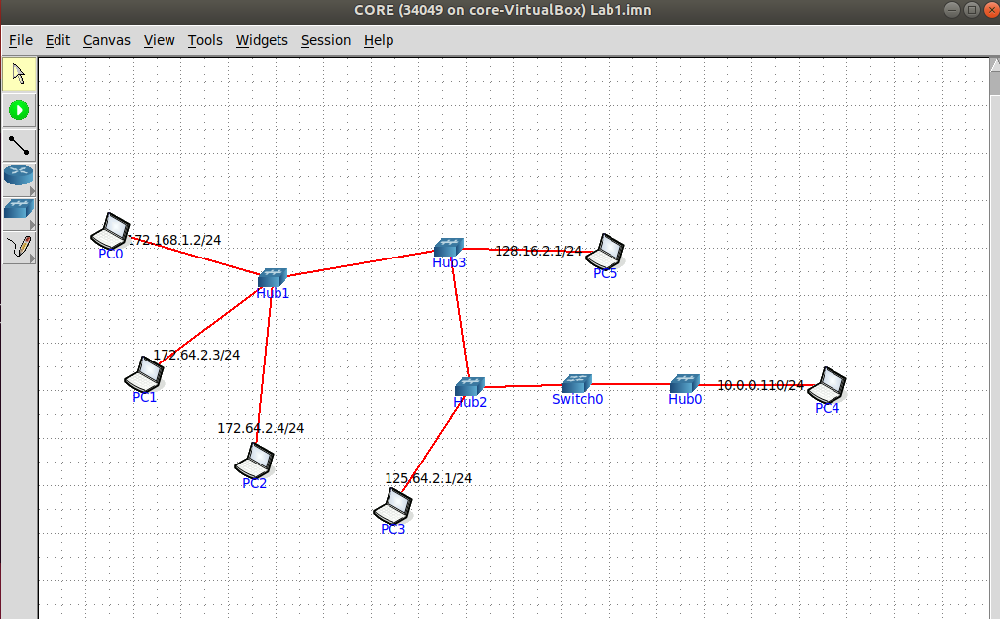 CORE (34049 on core-VirtualBox) Lab1.imn
File Edit Canvas View Tools Widgets Session Help
172.168.1.2/24
PC0
Hub1
Hub3
128.16.2.1/24
PC5
172.64.2.3/24
PC1
Hub2
Switch0
Hub0
10.0.0.110/24
PC4
172.64.2.4/24
PC2
125.64.2.1/24
PC3